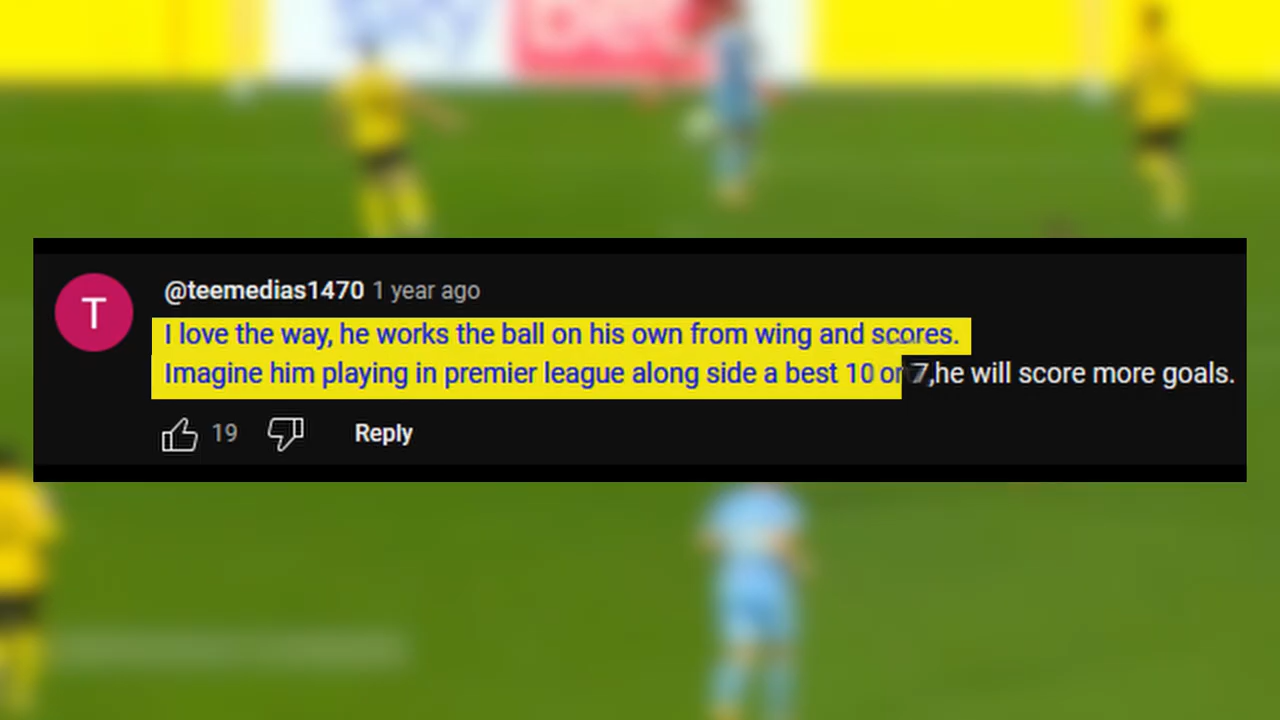 @teemedias1470 1 year ago
I love the way, he works the ball on his own from wing and scores.
Imagine him playing in premier league along side a best 10 or 7,he will score more goals.
19 Reply
T
bet